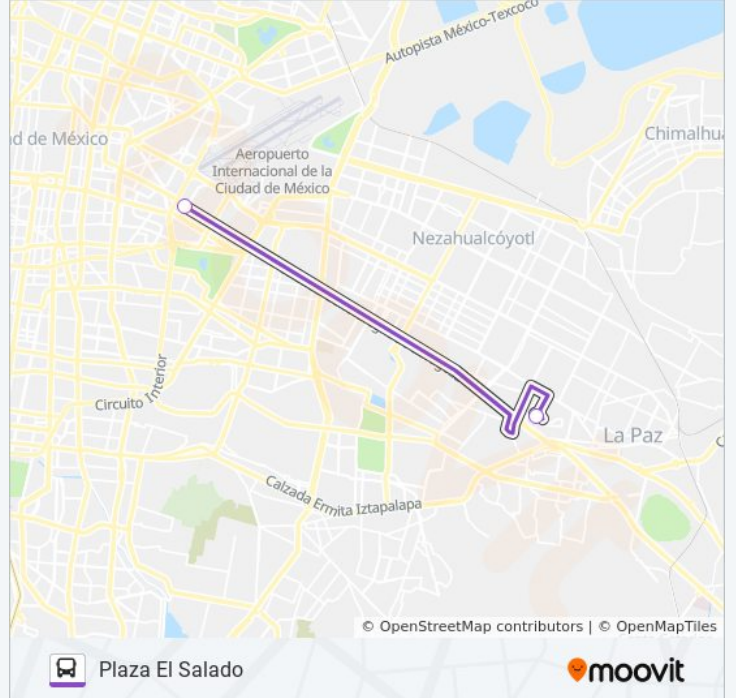 Autopista México-Texcoco
d de México
Chimalhua
Aeropuerto
Internacional de la
Ciudad de México
Nezahualcóyotl
Circuito Interior
La Paz
Calzada Ermita Iztapalapa
© OpenStreetMap contributors | © OpenMapTiles
Plaza El Salado
moovit